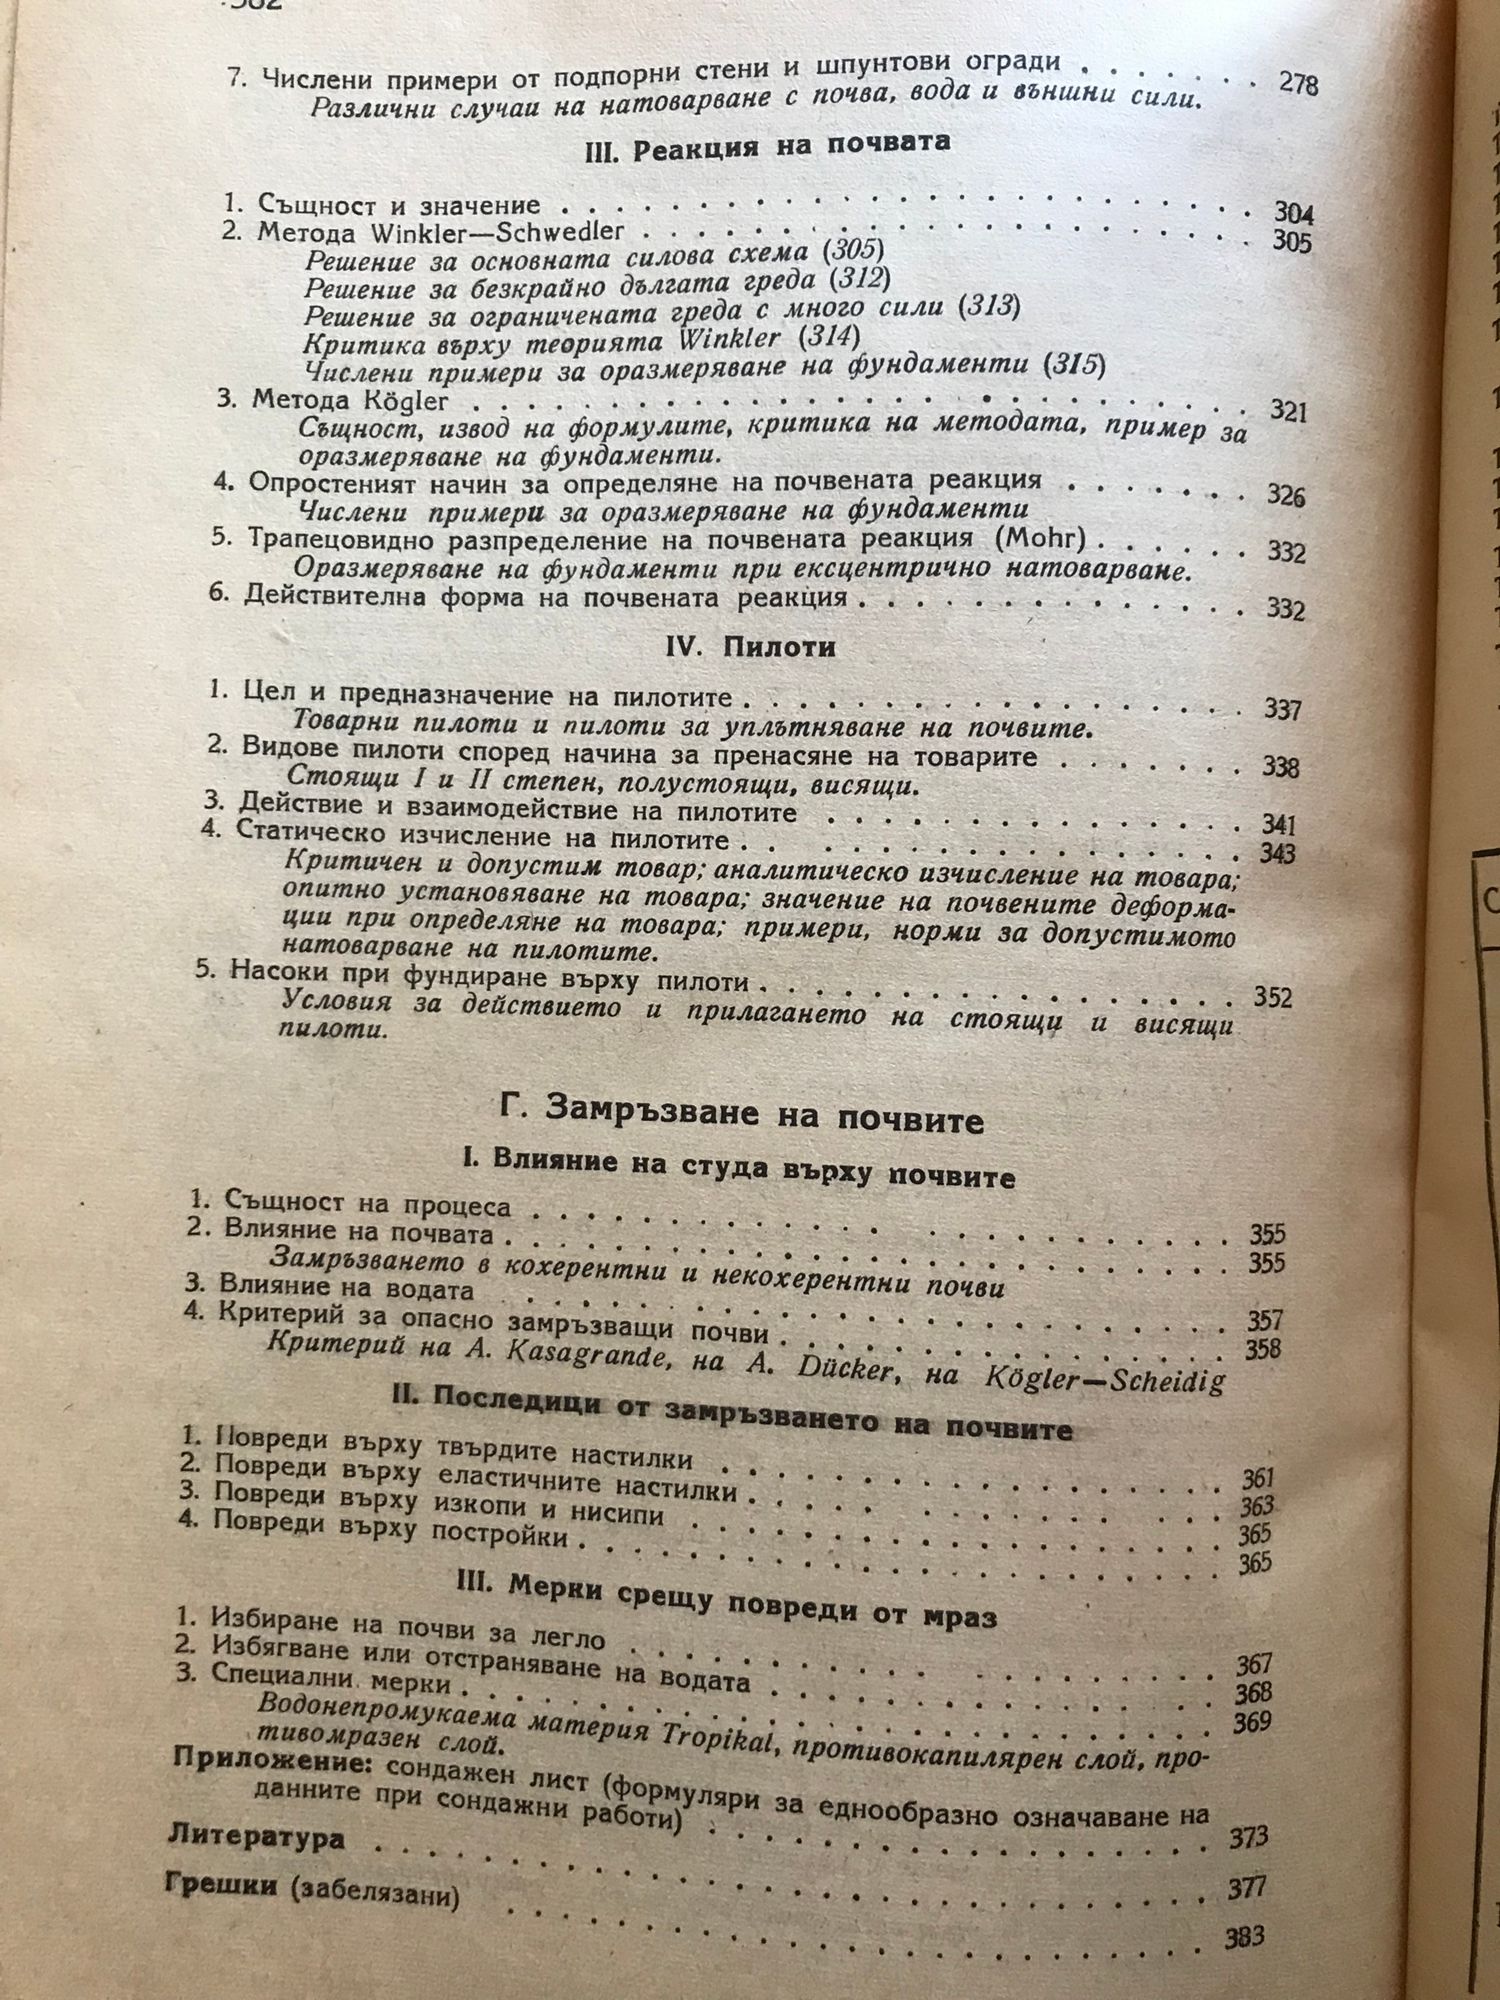 382
7. Числени примери от подпорни стени и шпунтови огради . . . . . . . 278
Различни случаи на натоварване с почва, вода и външни сили.
III. Реакция на почвата
1. Същност и значение . . . . . . . . . . . . . . . . . . . . . . . . . 304
2. Метода Winkler—Schwedler . . . . . . . . . . . . . . . . . . . . . . 305
Решение за основната силова схема (305)
Решение за безкрайно дългата греда (312)
Решение за ограничената греда с много сили (313)
Критика върху теорията Winkler (314)
Числени примери за оразмеряване на фундаменти (315)
3. Метода Kögler . . . . . . . . . . . . . . . . . . . . . . . . . . . . 321
Същност, извод на формулите, критика на методата, пример за
оразмеряване на фундаменти.
4. Опростеният начин за определяне на почвената реакция . . . . . . . 326
Числени примери за оразмеряване на фундаменти
5. Трапецовидно разпределение на почвената реакция (Mohr) . . . . . . 332
Оразмеряване на фундаменти при ексцентрично натоварване.
6. Действителна форма на почвената реакция . . . . . . . . . . . . . . 332
IV. Пилоти
1. Цел и предназначение на пилотите . . . . . . . . . . . . . . . . . . 337
Товарни пилоти и пилоти за уплътняване на почвите.
2. Видове пилоти според начина за пренасяне на товарите . . . . . . . 338
Стоящи I и II степен, полустоящи, висящи.
3. Действие и взаимодействие на пилотите . . . . . . . . . . . . . . . 341
4. Статическо изчисление на пилотите . . . . . . . . . . . . . . . . . 343
Критичен и допустим товар; аналитическо изчисление на товара;
опитно установяване на товара; значение на почвените деформа-
ции при определяне на товара; примери, норми за допустимото
натоварване на пилотите.
5. Насоки при фундиране върху пилоти . . . . . . . . . . . . . . . . . 352
Условия за действието и прилагането на стоящи и висящи
пилоти.
Г. Замръзване на почвите
I. Влияние на студа върху почвите
1. Същност на процеса . . . . . . . . . . . . . . . . . . . . . . . . . 355
2. Влияние на почвата . . . . . . . . . . . . . . . . . . . . . . . . . 355
Замръзването в кохерентни и некохерентни почви
3. Влияние на водата . . . . . . . . . . . . . . . . . . . . . . . . . . 357
4. Критерий за опасно замръзващи почви . . . . . . . . . . . . . . . . 358
Критерий на A. Kasagrande, на A. Dücker, на Kögler—Scheidig
II. Последици от замръзването на почвите
1. Повреди върху твърдите настилки . . . . . . . . . . . . . . . . . . 361
2. Повреди върху еластичните настилки . . . . . . . . . . . . . . . . . 363
3. Повреди върху изкопи и нисипи . . . . . . . . . . . . . . . . . . . 365
4. Повреди върху постройки . . . . . . . . . . . . . . . . . . . . . . . 365
III. Мерки срещу повреди от мраз
1. Избиране на почви за легло . . . . . . . . . . . . . . . . . . . . . 367
2. Избягване или отстраняване на водата . . . . . . . . . . . . . . . . 368
3. Специални мерки . . . . . . . . . . . . . . . . . . . . . . . . . . . 369
Водонепромукаема материя Tropikal, противокапилярен слой, про-
тивомразен слой.
Приложение: сондажен лист (формуляри за еднообразно означаване на
данните при сондажни работи) . . . . . . . . . . . . . . . . . . . 373
Литература . . . . . . . . . . . . . . . . . . . . . . . . . . . . . . 377
Грешки (забелязани) . . . . . . . . . . . . . . . . . . . . . . . . . 383